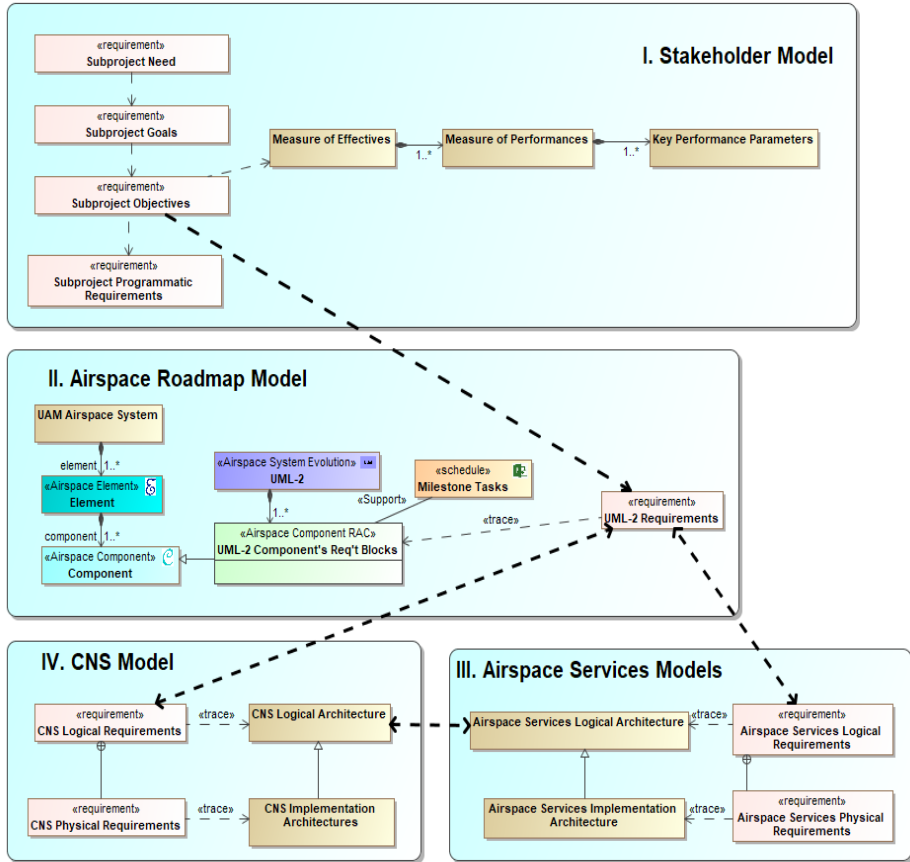 I. Stakeholder Model
«requirement»
Subproject Need
«requirement»
Subproject Goals
Measure of Effectives
1..*
Measure of Performances
1..*
Key Performance Parameters
«requirement»
Subproject Objectives
«requirement»
Subproject Programmatic
Requirements
II. Airspace Roadmap Model
UAM Airspace System
element
1..*
«Airspace Element»
Element
component
1..*
«Airspace Component»
Component
«Airspace System Evolution»
UML-2
1..*
«Support»
«schedule»
Milestone Tasks
«Airspace Component RAC»
UML-2 Component's Req't Blocks
«trace»
«requirement»
UML-2 Requirements
IV. CNS Model
«requirement»
CNS Logical Requirements
«trace»
CNS Logical Architecture
«requirement»
CNS Physical Requirements
«trace»
CNS Implementation
Architectures
III. Airspace Services Models
Airspace Services Logical Architecture
«trace»
«requirement»
Airspace Services Logical
Requirements
Airspace Services Implementation
Architecture
«trace»
«requirement»
Airspace Services Physical
Requirements